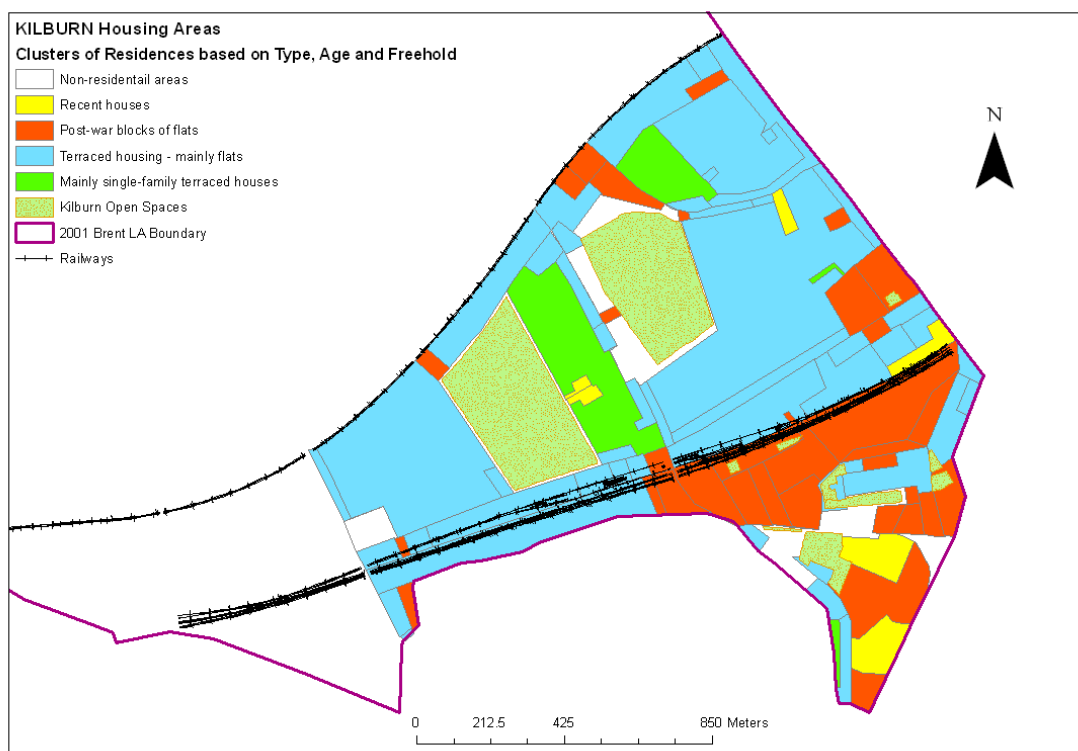 KILBURN Housing Areas
Clusters of Residences based on Type, Age and Freehold
Non-residentail areas
Recent houses
Post-war blocks of flats
Terraced housing - mainly flats
Mainly single-family terraced houses
Kilburn Open Spaces
2001 Brent LA Boundary
Railways
N
0 212.5 425 850 Meters